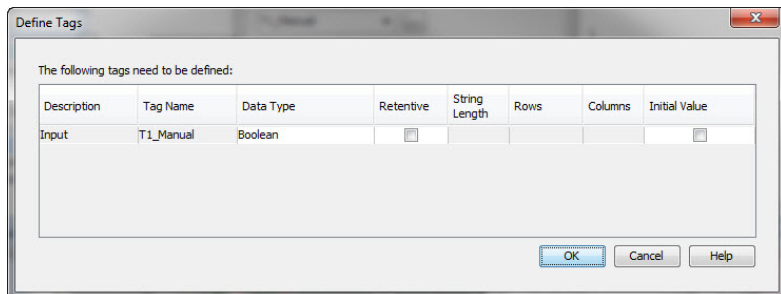 Define Tags
The following tags need to be defined:
Description Tag Name Data Type Retentive String Length Rows Columns Initial Value
Input T1_Manual Boolean
OK Cancel Help